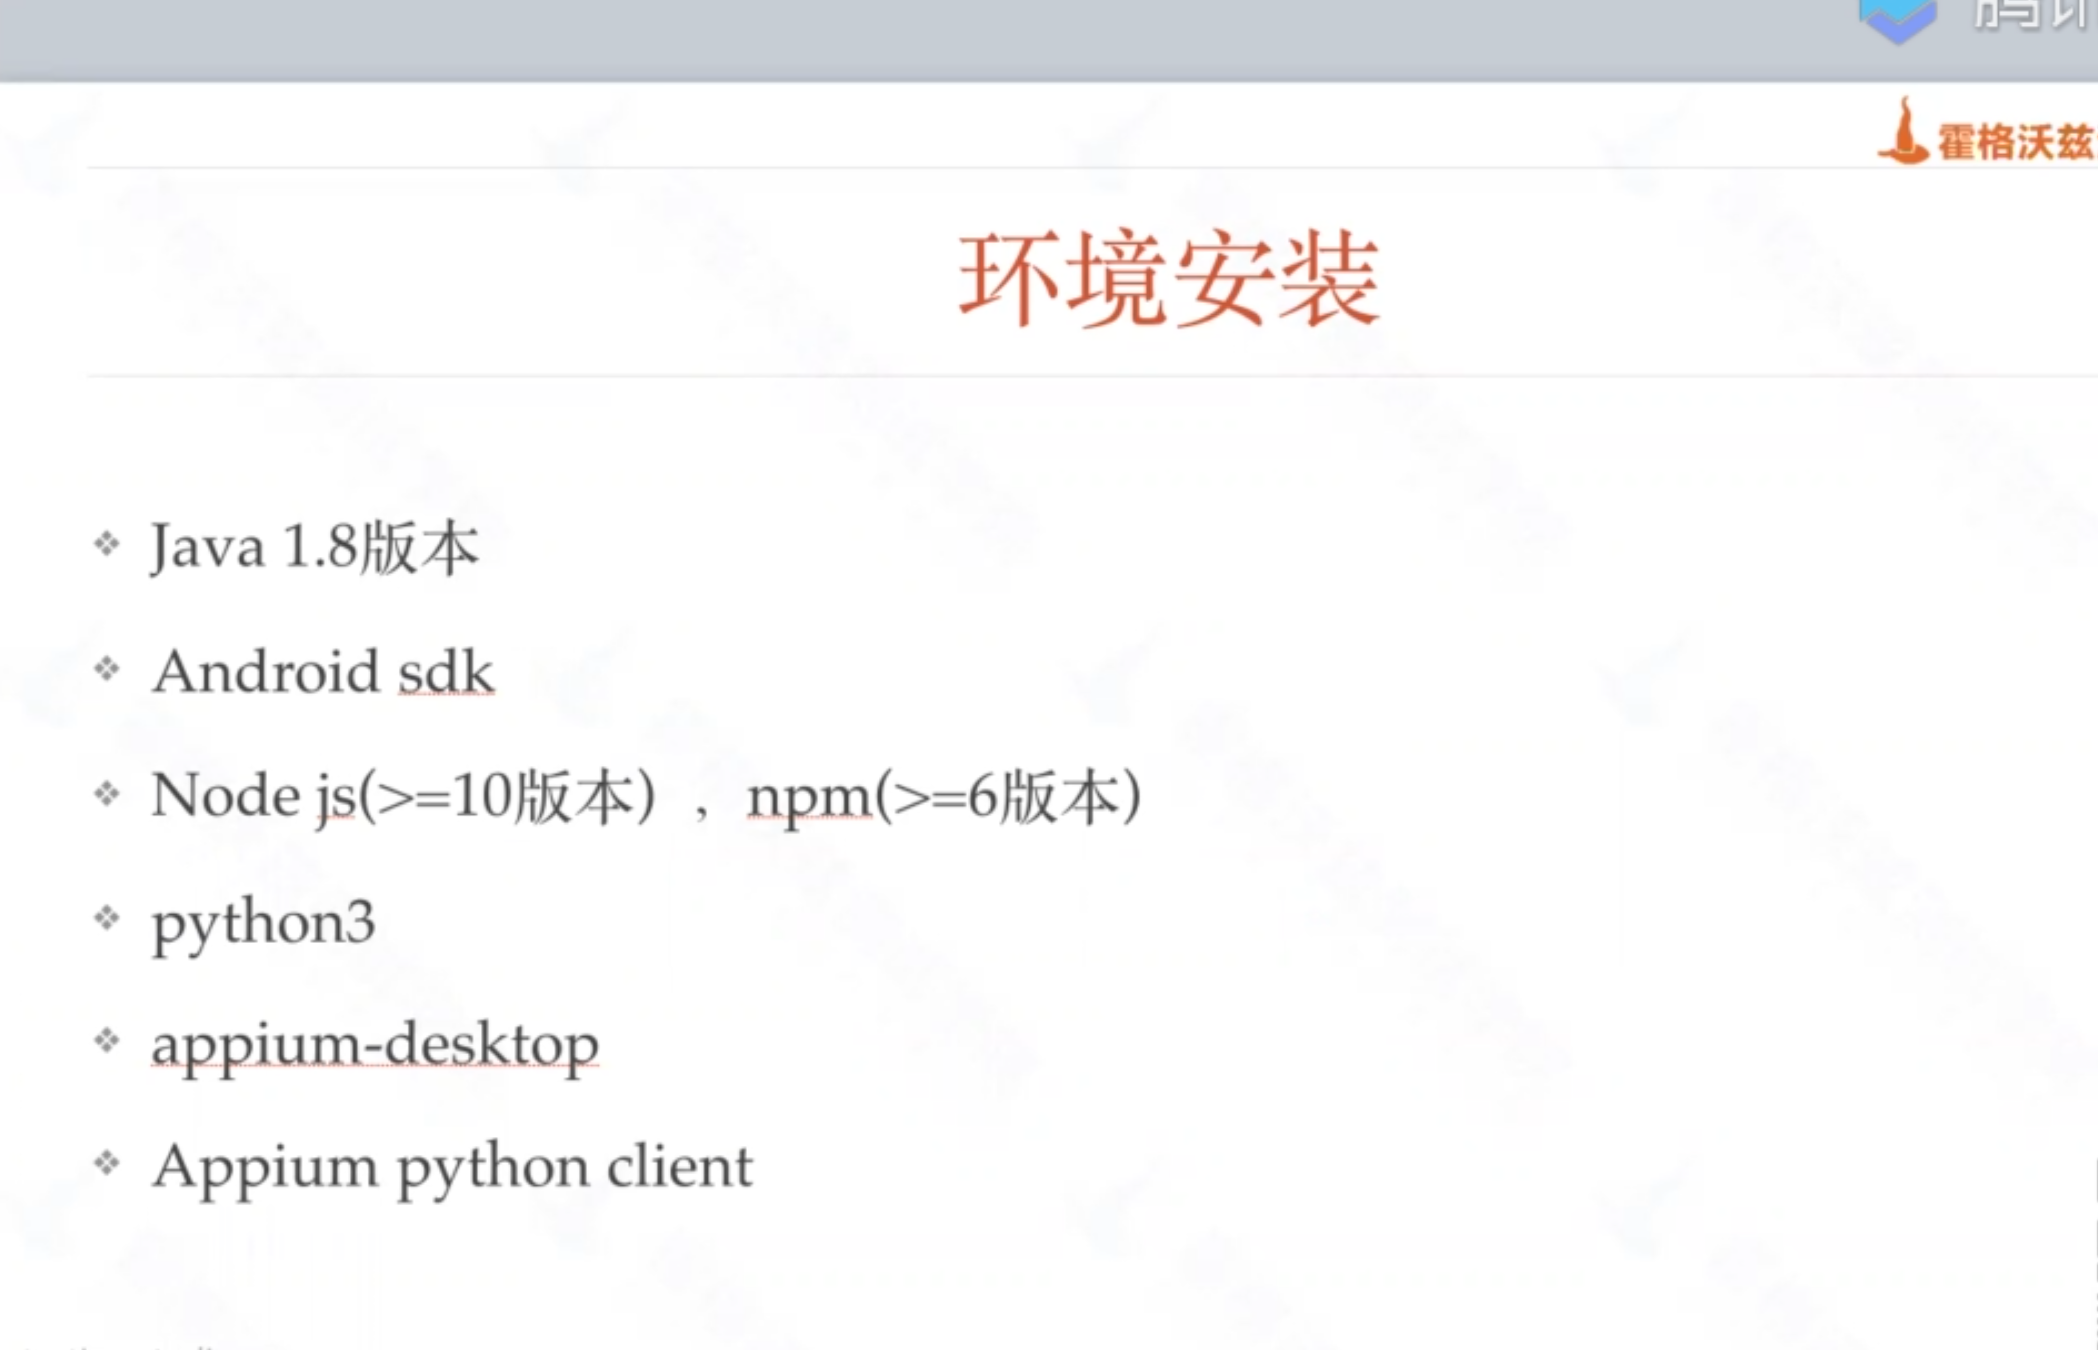 霍格沃兹
环境安装
Java 1.8版本
Android sdk
Node js(>=10版本) ，npm(>=6版本)
python3
appium-desktop
Appium python client